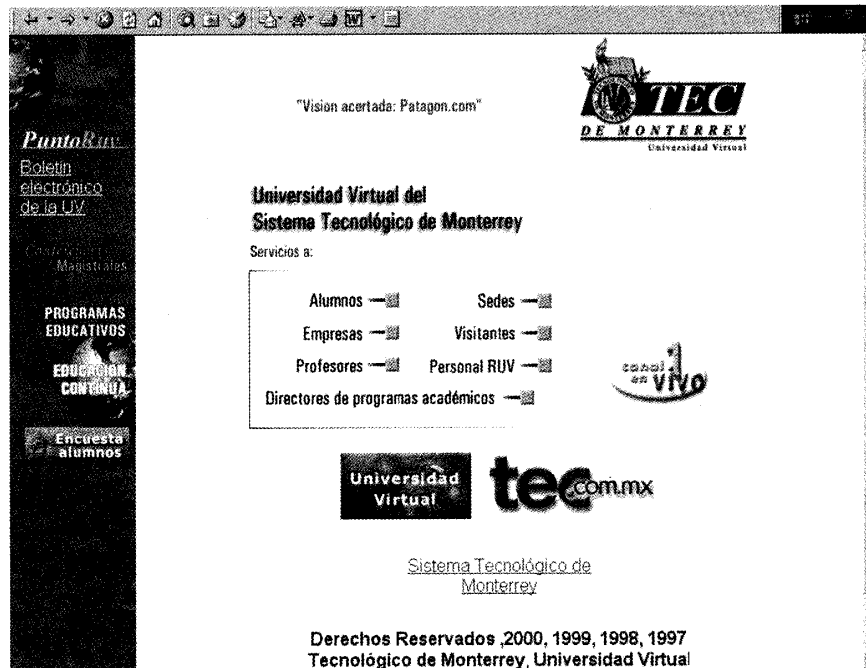 "Vision acertada: Patagon.com"
TEC
DE MONTERREY
Universidad Virtual
PuntoRuv
Boletin
electrónico
de la UV
Magistrales
PROGRAMAS
EDUCATIVOS
EDUCACION
CONTINUA
Encuesta
alumnos
Universidad Virtual del
Sistema Tecnológico de Monterrey
Servicios a:
Alumnos
Sedes
Empresas
Visitantes
Profesores
Personal RUV
Directores de programas académicos
canal
en vivo
Universidad
Virtual
tec.com.mx
Sistema Tecnológico de
Monterrey
Derechos Reservados ,2000, 1999, 1998, 1997
Tecnológico de Monterrey, Universidad Virtual